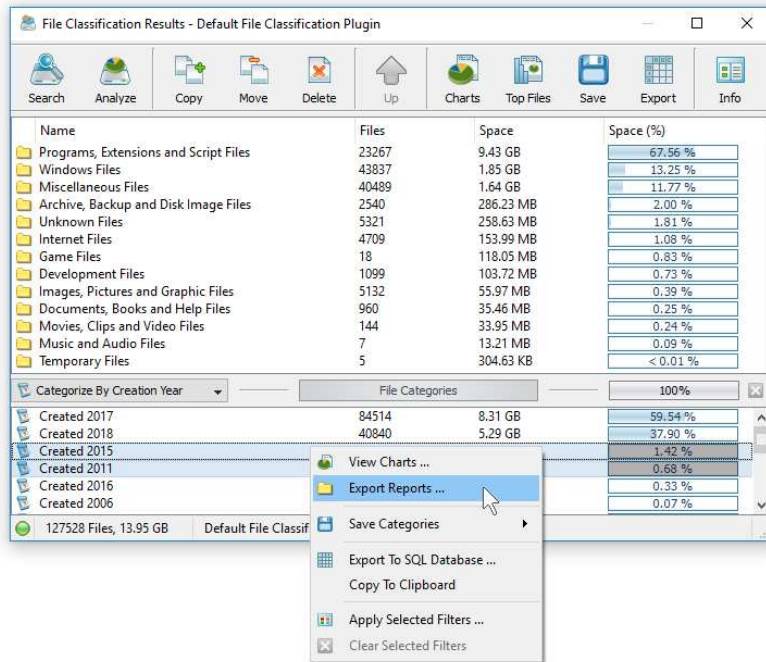 File Classification Results - Default File Classification Plugin
Search Analyze Copy Move Delete Up Charts Top Files Save Export Info
Name Files Space Space (%)
Programs, Extensions and Script Files 23267 9.43 GB 67.56 %
Windows Files 43837 1.85 GB 13.25 %
Miscellaneous Files 40489 1.64 GB 11.77 %
Archive, Backup and Disk Image Files 2540 286.23 MB 2.00 %
Unknown Files 5321 258.63 MB 1.81 %
Internet Files 4709 153.99 MB 1.08 %
Game Files 18 118.05 MB 0.83 %
Development Files 1099 103.72 MB 0.73 %
Images, Pictures and Graphic Files 5132 55.97 MB 0.39 %
Documents, Books and Help Files 960 35.46 MB 0.25 %
Movies, Clips and Video Files 144 33.95 MB 0.24 %
Music and Audio Files 7 13.21 MB 0.09 %
Temporary Files 5 304.63 KB < 0.01 %
Categorize By Creation Year File Categories 100%
Created 2017 84514 8.31 GB 59.54 %
Created 2018 40840 5.29 GB 37.90 %
Created 2015 1.42 %
Created 2011 0.68 %
Created 2016 0.33 %
Created 2006 0.07 %
127528 Files, 13.95 GB Default File Classif
View Charts ...
Export Reports ...
Save Categories
Export To SQL Database ...
Copy To Clipboard
Apply Selected Filters ...
Clear Selected Filters